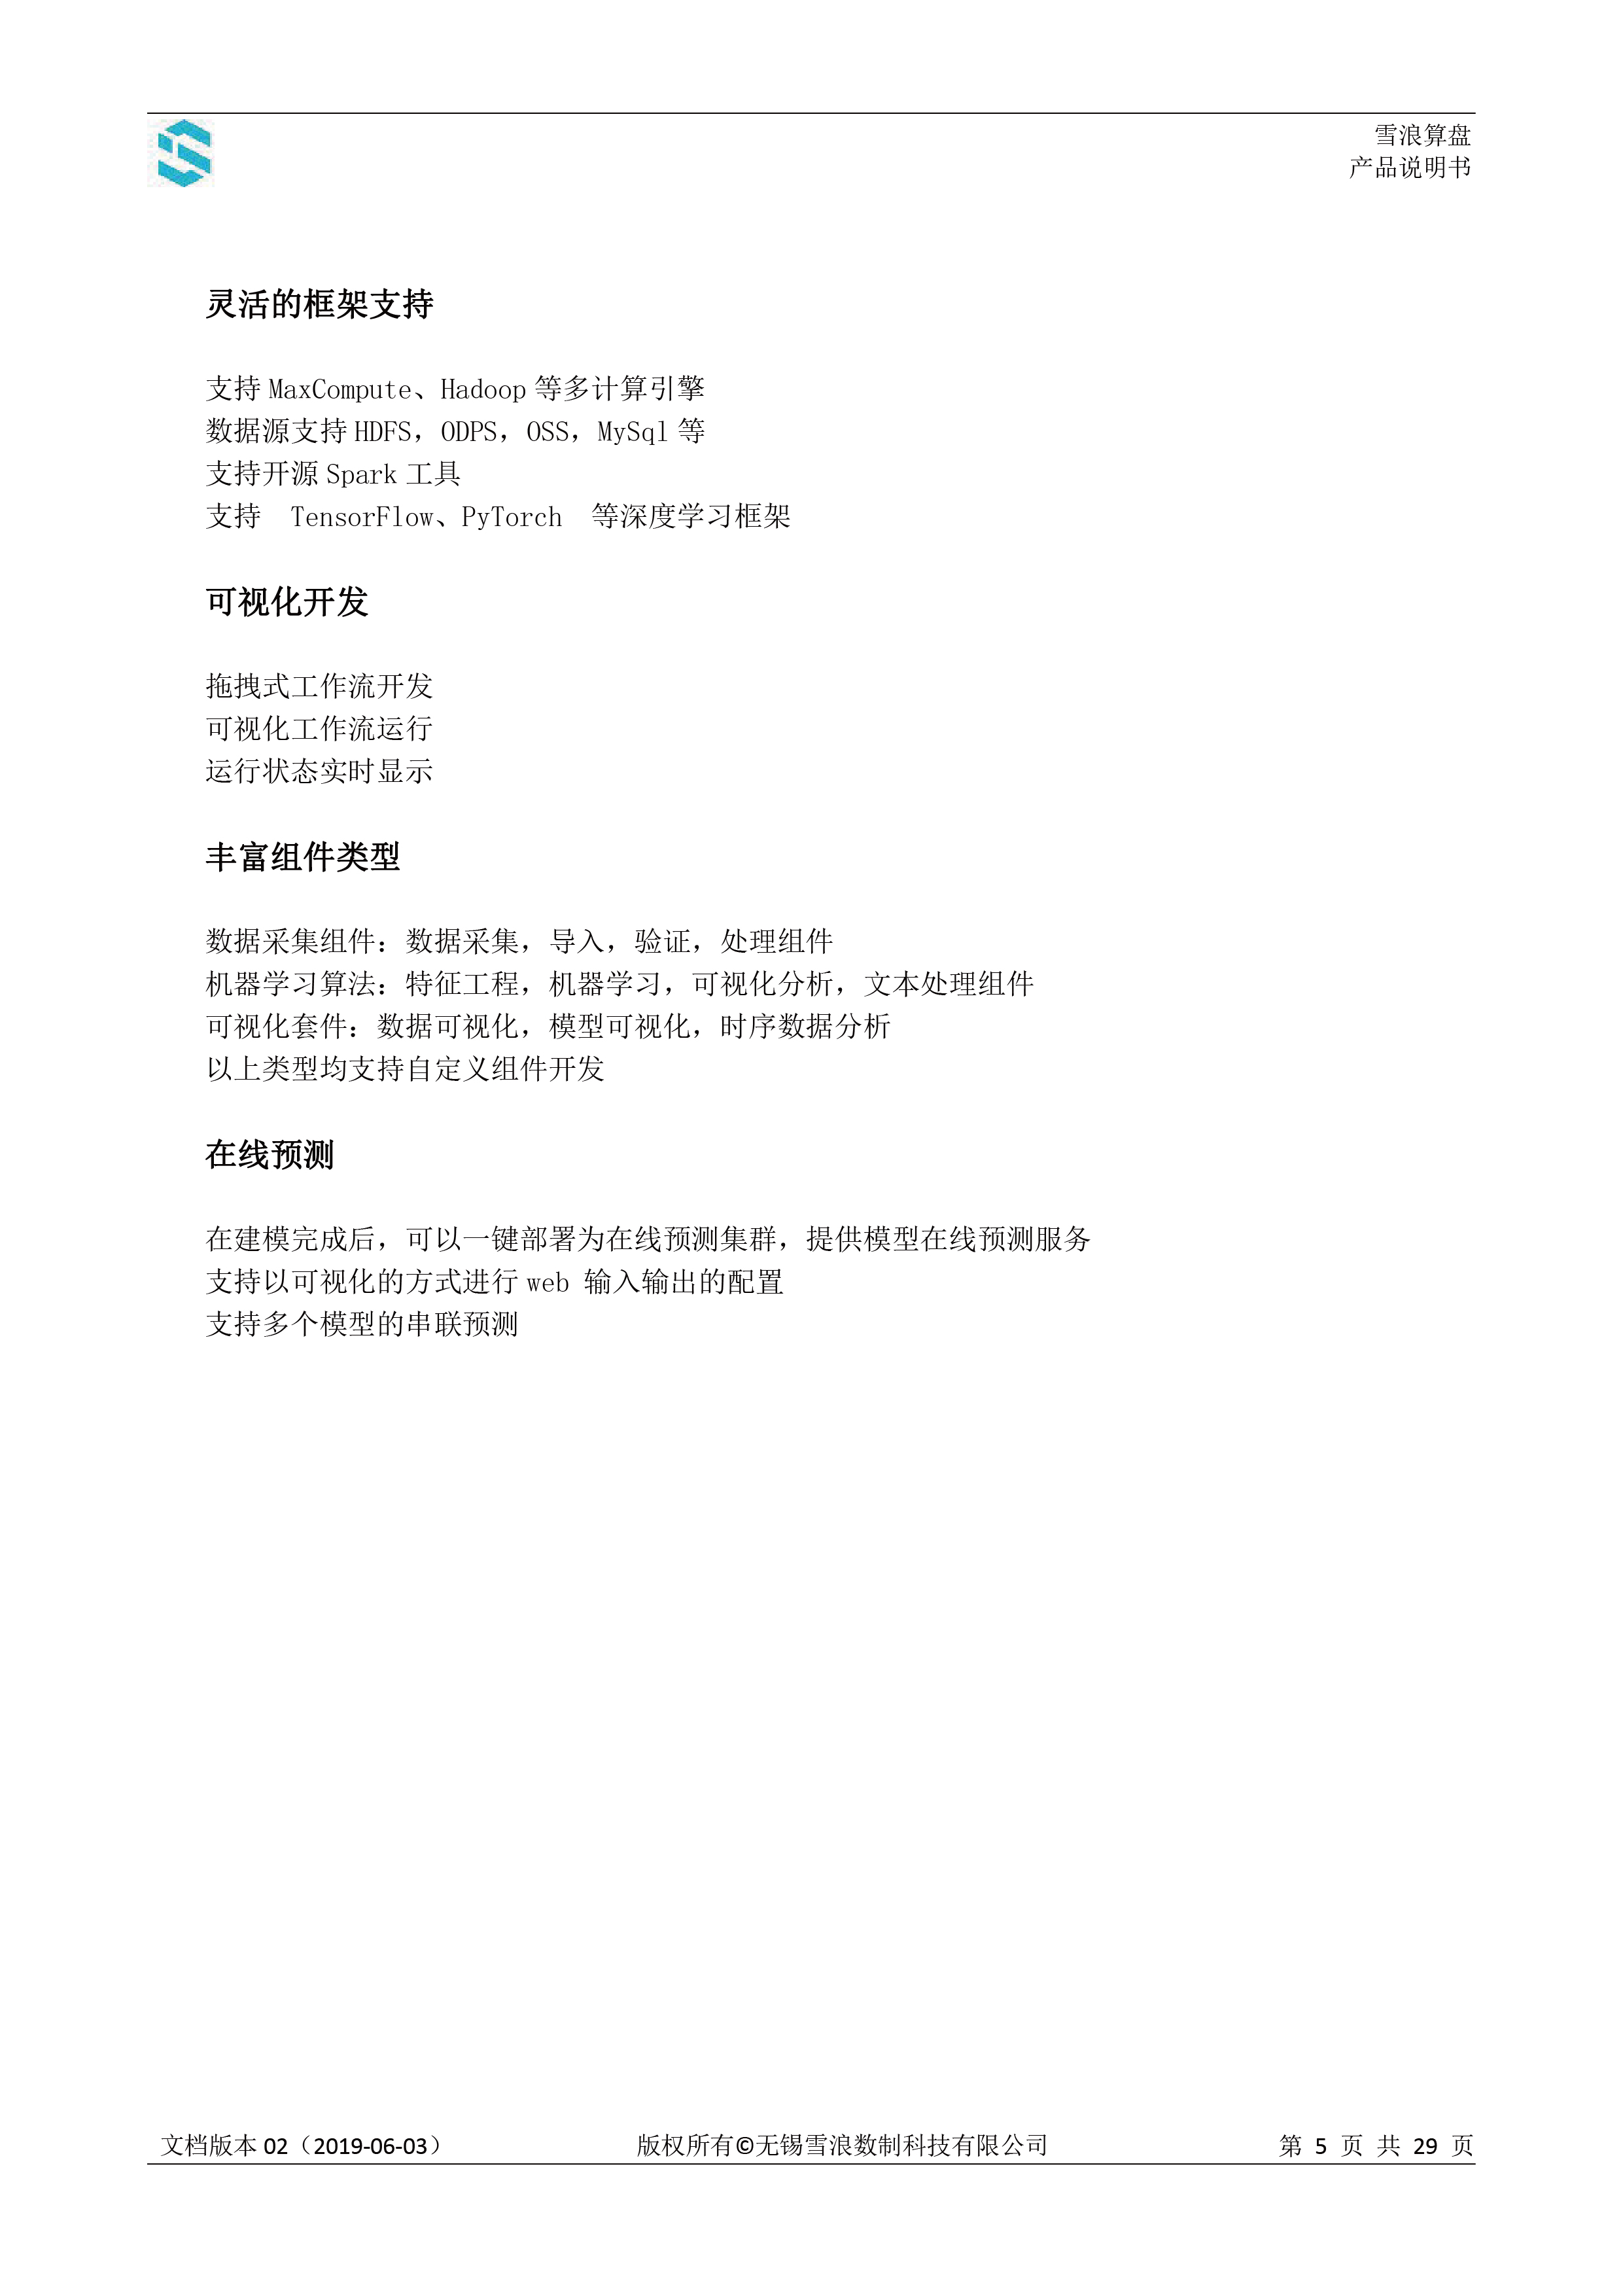 雪浪算盘
产品说明书
灵活的框架支持
支持 MaxCompute、Hadoop 等多计算引擎
数据源支持 HDFS，ODPS，OSS，MySql 等
支持开源 Spark 工具
支持 TensorFlow、PyTorch 等深度学习框架
可视化开发
拖拽式工作流开发
可视化工作流运行
运行状态实时显示
丰富组件类型
数据采集组件：数据采集，导入，验证，处理组件
机器学习算法：特征工程，机器学习，可视化分析，文本处理组件
可视化套件：数据可视化，模型可视化，时序数据分析
以上类型均支持自定义组件开发
在线预测
在建模完成后，可以一键部署为在线预测集群，提供模型在线预测服务
支持以可视化的方式进行 web 输入输出的配置
支持多个模型的串联预测
文档版本 02（2019-06-03） 版权所有©无锡雪浪数制科技有限公司 第 5 页 共 29 页